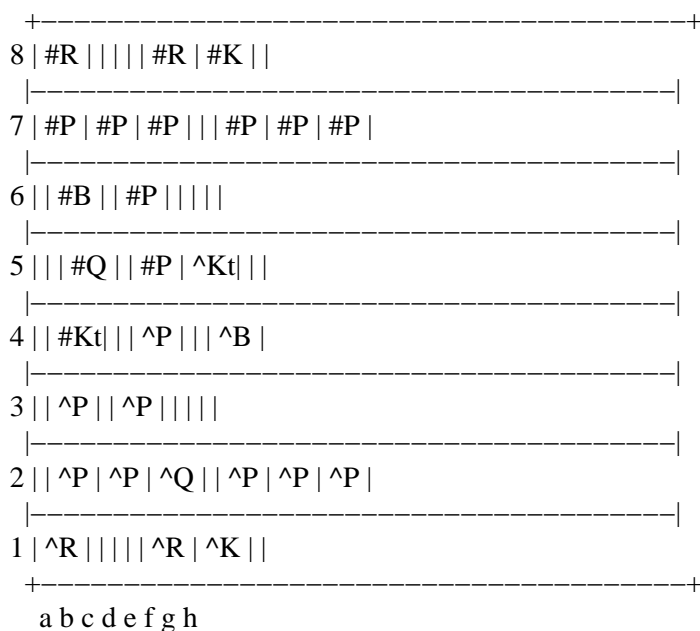 +−−−−−−−−−−−−−−−−−−−−−−−−−−−−−−−−−−−−−−−+
8 | #R | | | | | #R | #K | |
|−−−−−−−−−−−−−−−−−−−−−−−−−−−−−−−−−−−−−−−|
7 | #P | #P | #P | | | #P | #P | #P |
|−−−−−−−−−−−−−−−−−−−−−−−−−−−−−−−−−−−−−−−|
6 | | #B | | #P | | | | |
|−−−−−−−−−−−−−−−−−−−−−−−−−−−−−−−−−−−−−−−|
5 | | | #Q | | #P | ^Kt| | |
|−−−−−−−−−−−−−−−−−−−−−−−−−−−−−−−−−−−−−−−|
4 | | #Kt| | | ^P | | | ^B |
|−−−−−−−−−−−−−−−−−−−−−−−−−−−−−−−−−−−−−−−|
3 | | ^P | | ^P | | | | |
|−−−−−−−−−−−−−−−−−−−−−−−−−−−−−−−−−−−−−−−|
2 | | ^P | ^P | ^Q | | ^P | ^P | ^P |
|−−−−−−−−−−−−−−−−−−−−−−−−−−−−−−−−−−−−−−−|
1 | ^R | | | | | ^R | ^K | |
+−−−−−−−−−−−−−−−−−−−−−−−−−−−−−−−−−−−−−−−+
a b c d e f g h